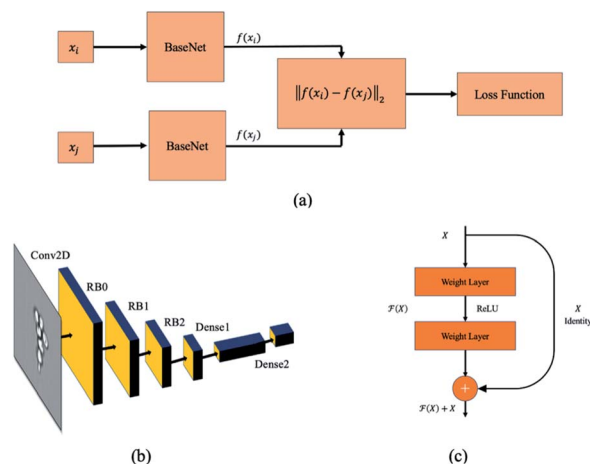 x_i
BaseNet
f(x_i)
‖f(x_i) − f(x_j)‖_2
Loss Function
x_j
BaseNet
f(x_j)
(a)
Conv2D
RB0
RB1
RB2
Dense1
Dense2
(b)
X
Weight Layer
ℱ(X)
ReLU
X
Identity
Weight Layer
+
ℱ(X) + X
(c)